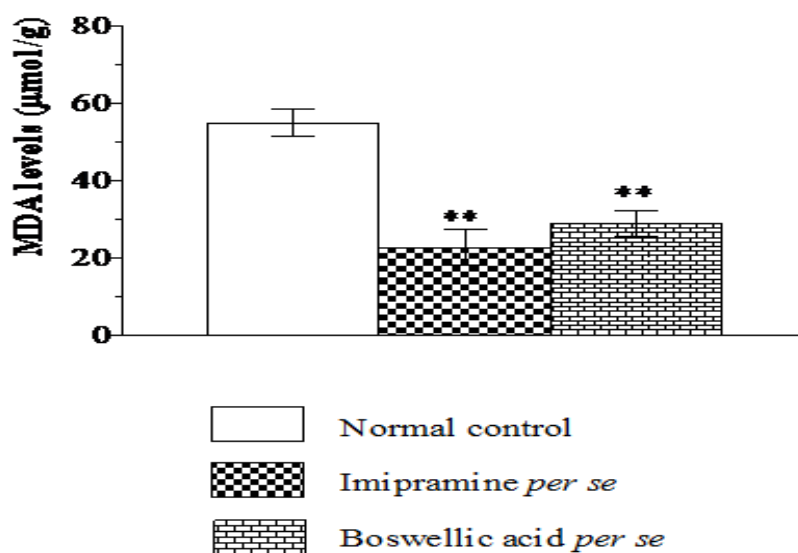 MDA levels (µmol/g)
80
60
40
20
0
**
**
Normal control
Imipramine per se
Boswellic acid per se